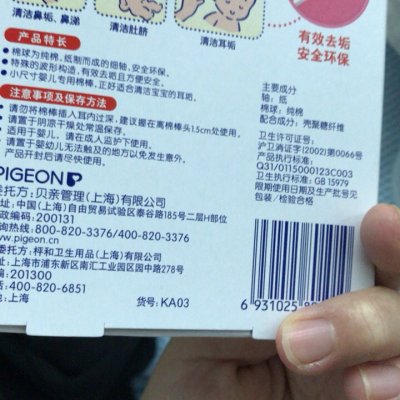 清洁鼻垢、鼻涕
清洁肚脐
清洁耳垢
有效去垢
安全环保
产品特长
棉球为纯棉,纸制而成的细轴,安全环保。
特殊的波形构造,有效去垢且方便安全。
小尺寸婴儿专用棉棒,正好适合清洁宝宝的耳垢。
注意事项及保存方法
请勿将棉棒插入耳内过深,建议握在离棉棒头1.5cm处使用。
请置于阴凉干燥处常温保存。
适用于婴儿,请在成人监护下使用。
请置于婴幼儿无法触及的地方以免发生意外。
产品开封后请尽快使用。
主要成分
轴:纸
棉球:纯棉
配合成分:壳聚糖纤维
卫生许可证号:
沪卫消证字(2002)第0066号
产品执行标准:
Q31/0115000123C003
卫生执行标准:GB 15979
限期使用日期及生产批号见
包装/检验合格
PIGEON
委托方:贝亲管理(上海)有限公司
址:中国(上海)自由贸易试验区泰谷路185号二层H部位
政编码:200131
询热线:800-820-3376/400-820-3376
www.pigeon.cn
委托方:枰和卫生用品(上海)有限公司
址:上海市浦东新区南汇工业园区园中路278号
201300
400-820-6851
地:上海
货号:KA03
6 931025